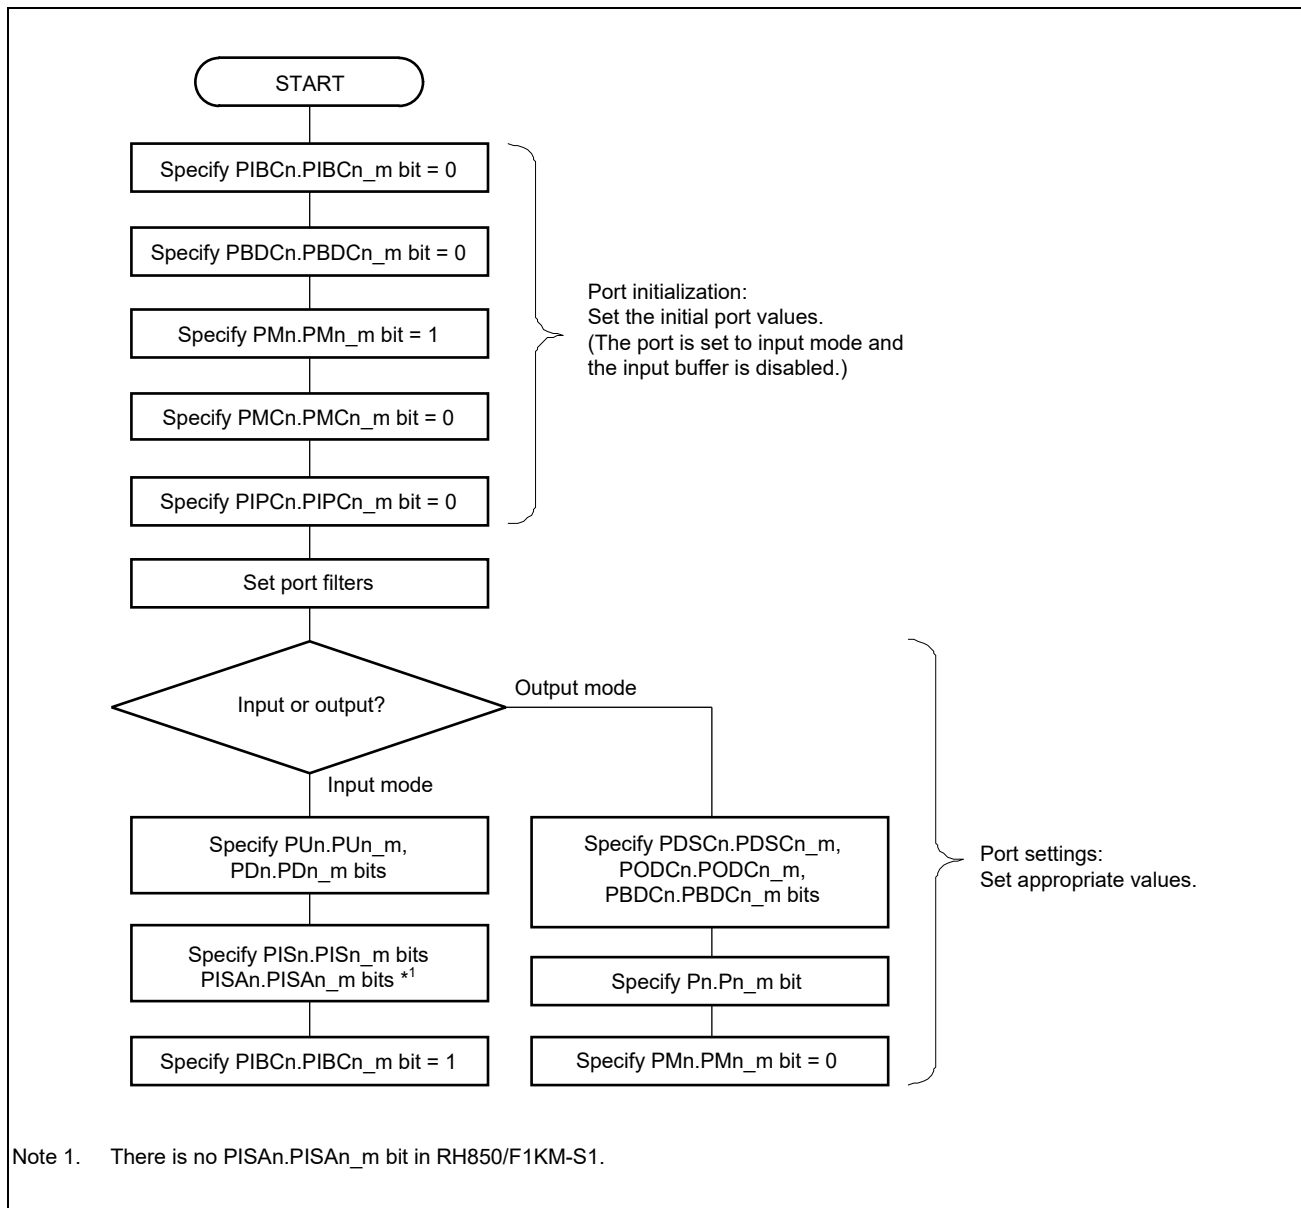 START
Specify PIBCn.PIBCn_m bit = 0
Specify PBDCn.PBDCn_m bit = 0
Specify PMn.PMn_m bit = 1
Specify PMCn.PMCn_m bit = 0
Specify PIPCn.PIPCn_m bit = 0
Port initialization:
Set the initial port values.
(The port is set to input mode and
the input buffer is disabled.)
Set port filters
Input or output?
Output mode
Input mode
Specify PUn.PUn_m,
PDn.PDn_m bits
Specify PISn.PISn_m bits
PISAn.PISAn_m bits *1
Specify PIBCn.PIBCn_m bit = 1
Specify PDSCn.PDSCn_m,
PODCn.PODCn_m,
PBDCn.PBDCn_m bits
Specify Pn.Pn_m bit
Specify PMn.PMn_m bit = 0
Port settings:
Set appropriate values.
Note 1. There is no PISAn.PISAn_m bit in RH850/F1KM-S1.